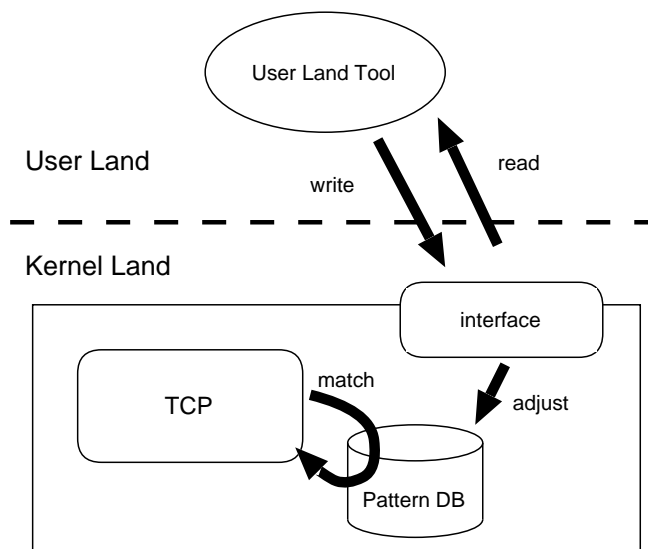 User Land Tool
User Land
write
read
Kernel Land
interface
match
TCP
adjust
Pattern DB